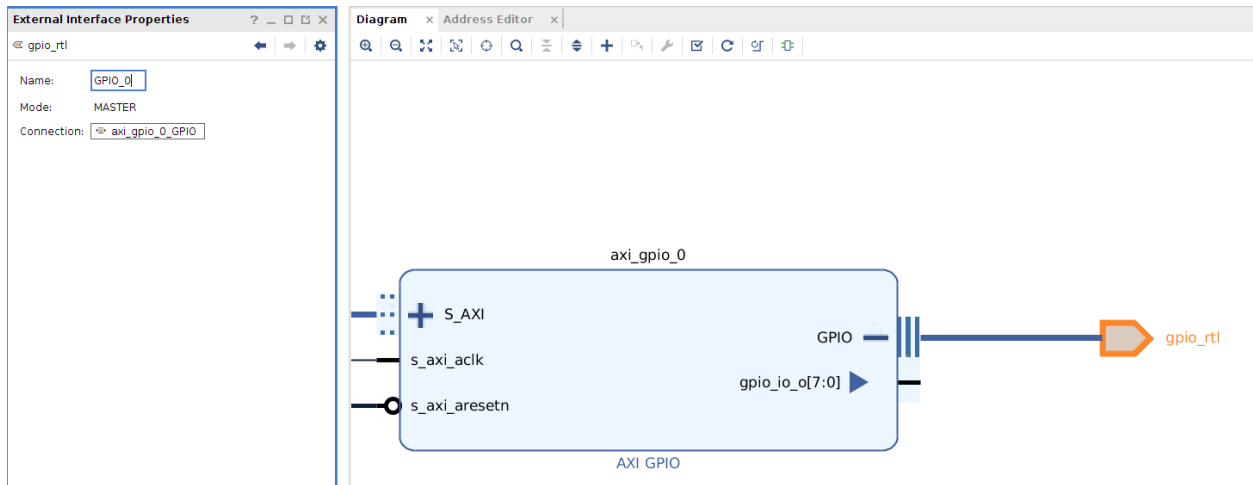 External Interface Properties
gpio_rtl
Name: GPIO_0
Mode: MASTER
Connection: axi_gpio_0_GPIO
Diagram Address Editor
axi_gpio_0
S_AXI
GPIO
gpio_rtl
s_axi_aclk
gpio_io_o[7:0]
s_axi_aresetn
AXI GPIO